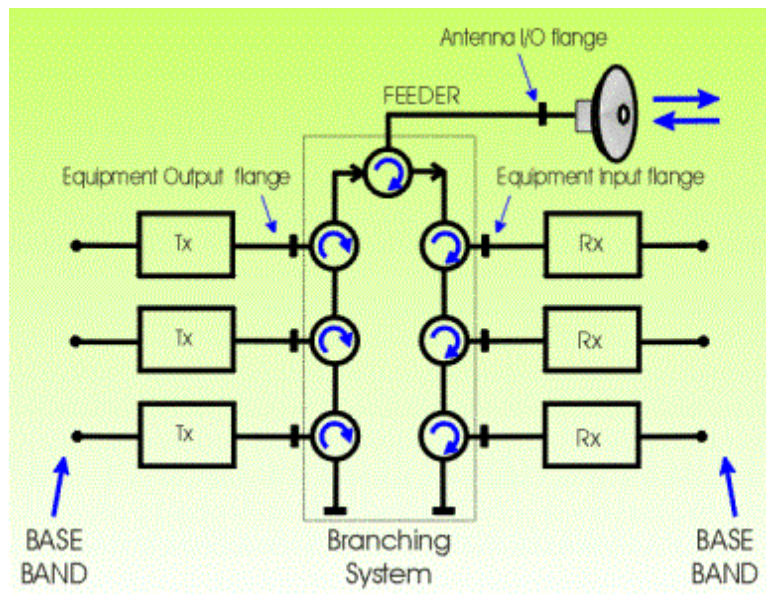 Antenna I/O flange
FEEDER
Equipment Output flange
Equipment Input flange
Tx
Rx
Tx
Rx
Tx
Rx
BASE
BAND
Branching
System
BASE
BAND